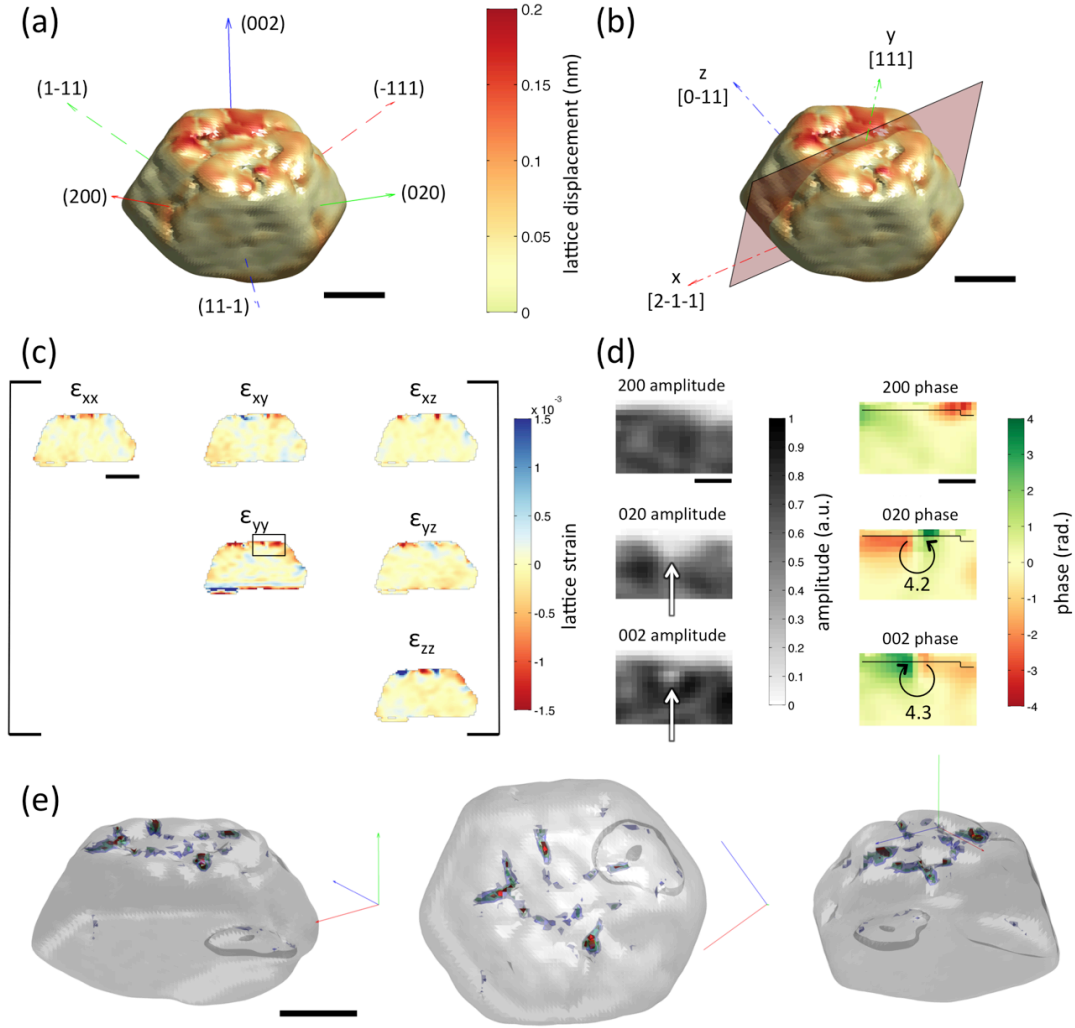 (a)
(002)
(1-11)
(-111)
(200)
(020)
(11-1)
0.2
0.15
0.1
0.05
0
lattice displacement (nm)
(b)
y
[111]
z
[0-11]
x
[2-1-1]
(c)
εxx
εxy
εxz
εyy
εyz
εzz
x 10-3
1.5
1
0.5
0
-0.5
-1
-1.5
lattice strain
(d)
200 amplitude
020 amplitude
002 amplitude
1
0.9
0.8
0.7
0.6
0.5
0.4
0.3
0.2
0.1
0
amplitude (a.u.)
200 phase
020 phase
4.2
002 phase
4.3
4
3
2
1
0
-1
-2
-3
-4
phase (rad.)
(e)